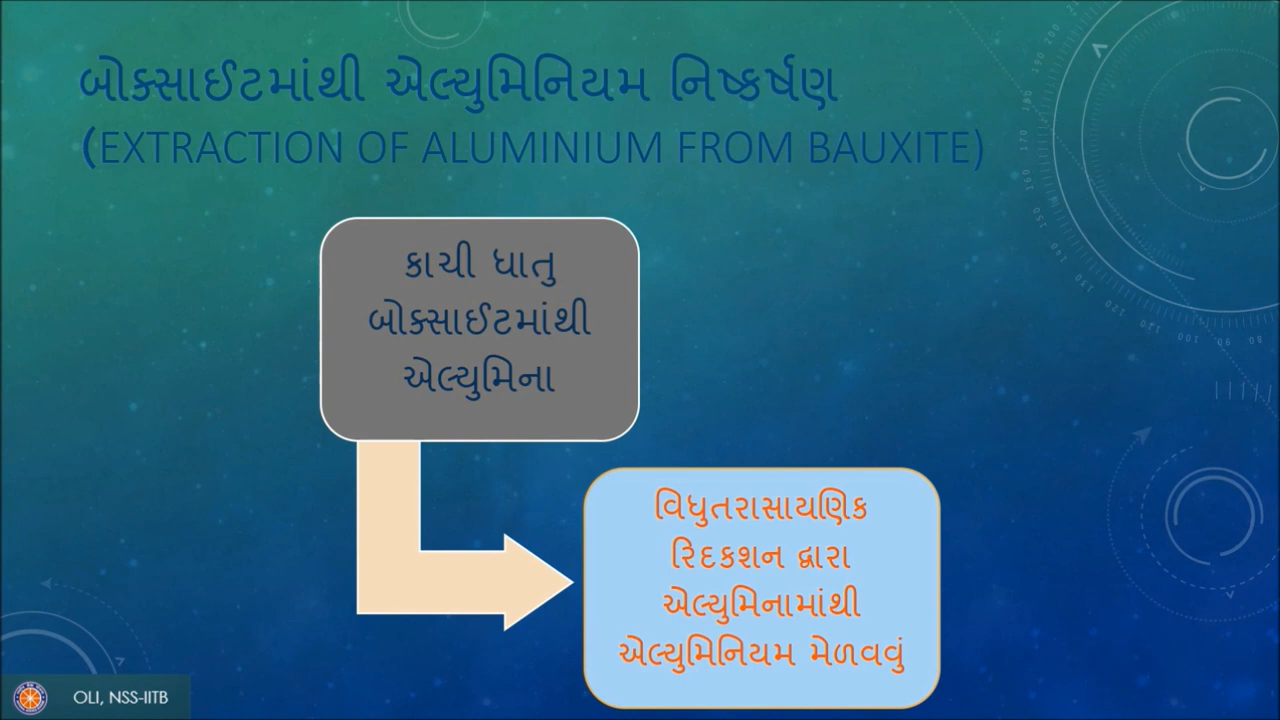 બોક્સાઈટમાંથી એલ્યુમિનિયમ નિષ્કર્ષણ
(EXTRACTION OF ALUMINIUM FROM BAUXITE)
કાચી ધાતુ
બોક્સાઈટમાંથી
એલ્યુમિના
વિધુતરાસાયણિક
રિદકશન દ્વારા
એલ્યુમિનામાંથી
એલ્યુમિનિયમ મેળવવું
OLI, NSS-IITB